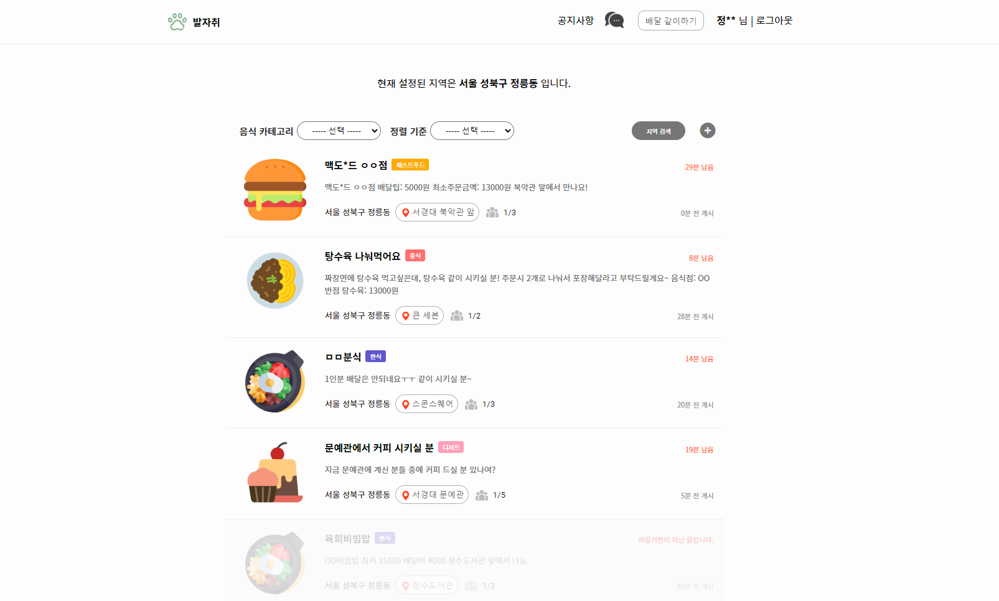 발자취
공지사항
배달 같이하기
정** 님 | 로그아웃
현재 설정된 지역은 서울 성북구 정릉동 입니다.
음식 카테고리 ----- 선택 ----- 정렬 기준 ----- 선택 ----- 지역 검색
맥도*드 ㅇㅇ점 패스트푸드 29분 남음
맥도*드 ㅇㅇ점 배달팁: 5000원 최소주문금액: 13000원 북악관 앞에서 만나요!
서울 성북구 정릉동 서경대 북악관 앞 1/3 0분 전 게시
탕수육 나눠먹어요 중식 8분 남음
짜장면에 탕수육 먹고싶은데, 탕수육 같이 시키실 분! 주문시 2개로 나눠서 포장해달라고 부탁드릴게요~ 음식점: OO
반점 탕수육: 13000원
서울 성북구 정릉동 큰 세븐 1/2 28분 전 게시
ㅁㅁ분식 한식 14분 남음
1인분 배달은 안되네요ㅜㅜ 같이 시키실 분~
서울 성북구 정릉동 스콘스퀘어 1/3 20분 전 게시
문예관에서 커피 시키실 분 디저트 19분 남음
지금 문예관에 계신 분들 중에 커피 드실 분 있나여?
서울 성북구 정릉동 서경대 문예관 1/5 5분 전 게시
육회비빔밥 한식 마감기한이 지난 글입니다.
OO비빔밥 최저 15000 배달비 4000 청수도서관 앞에서 나눔
서울 성북구 정릉동 청수도서관 1/3 40분 전 게시